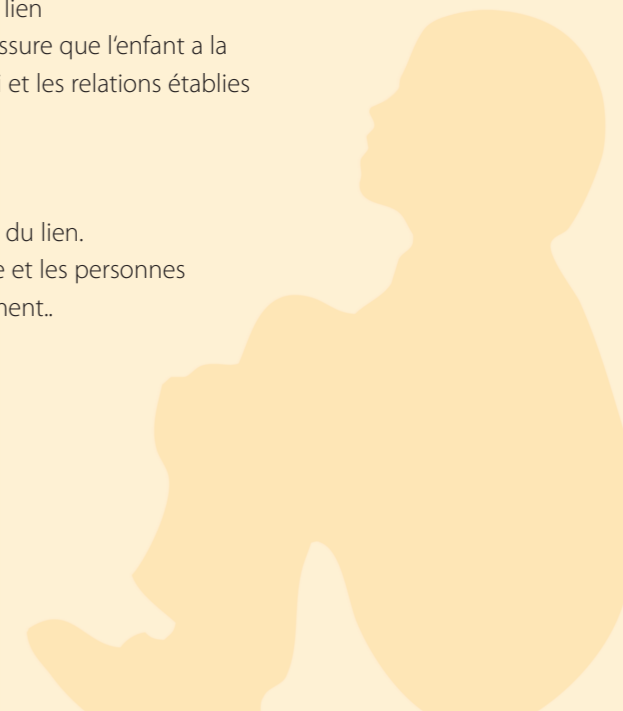 lien
ssure que l'enfant a la
et les relations établies
du lien.
e et les personnes
nent..